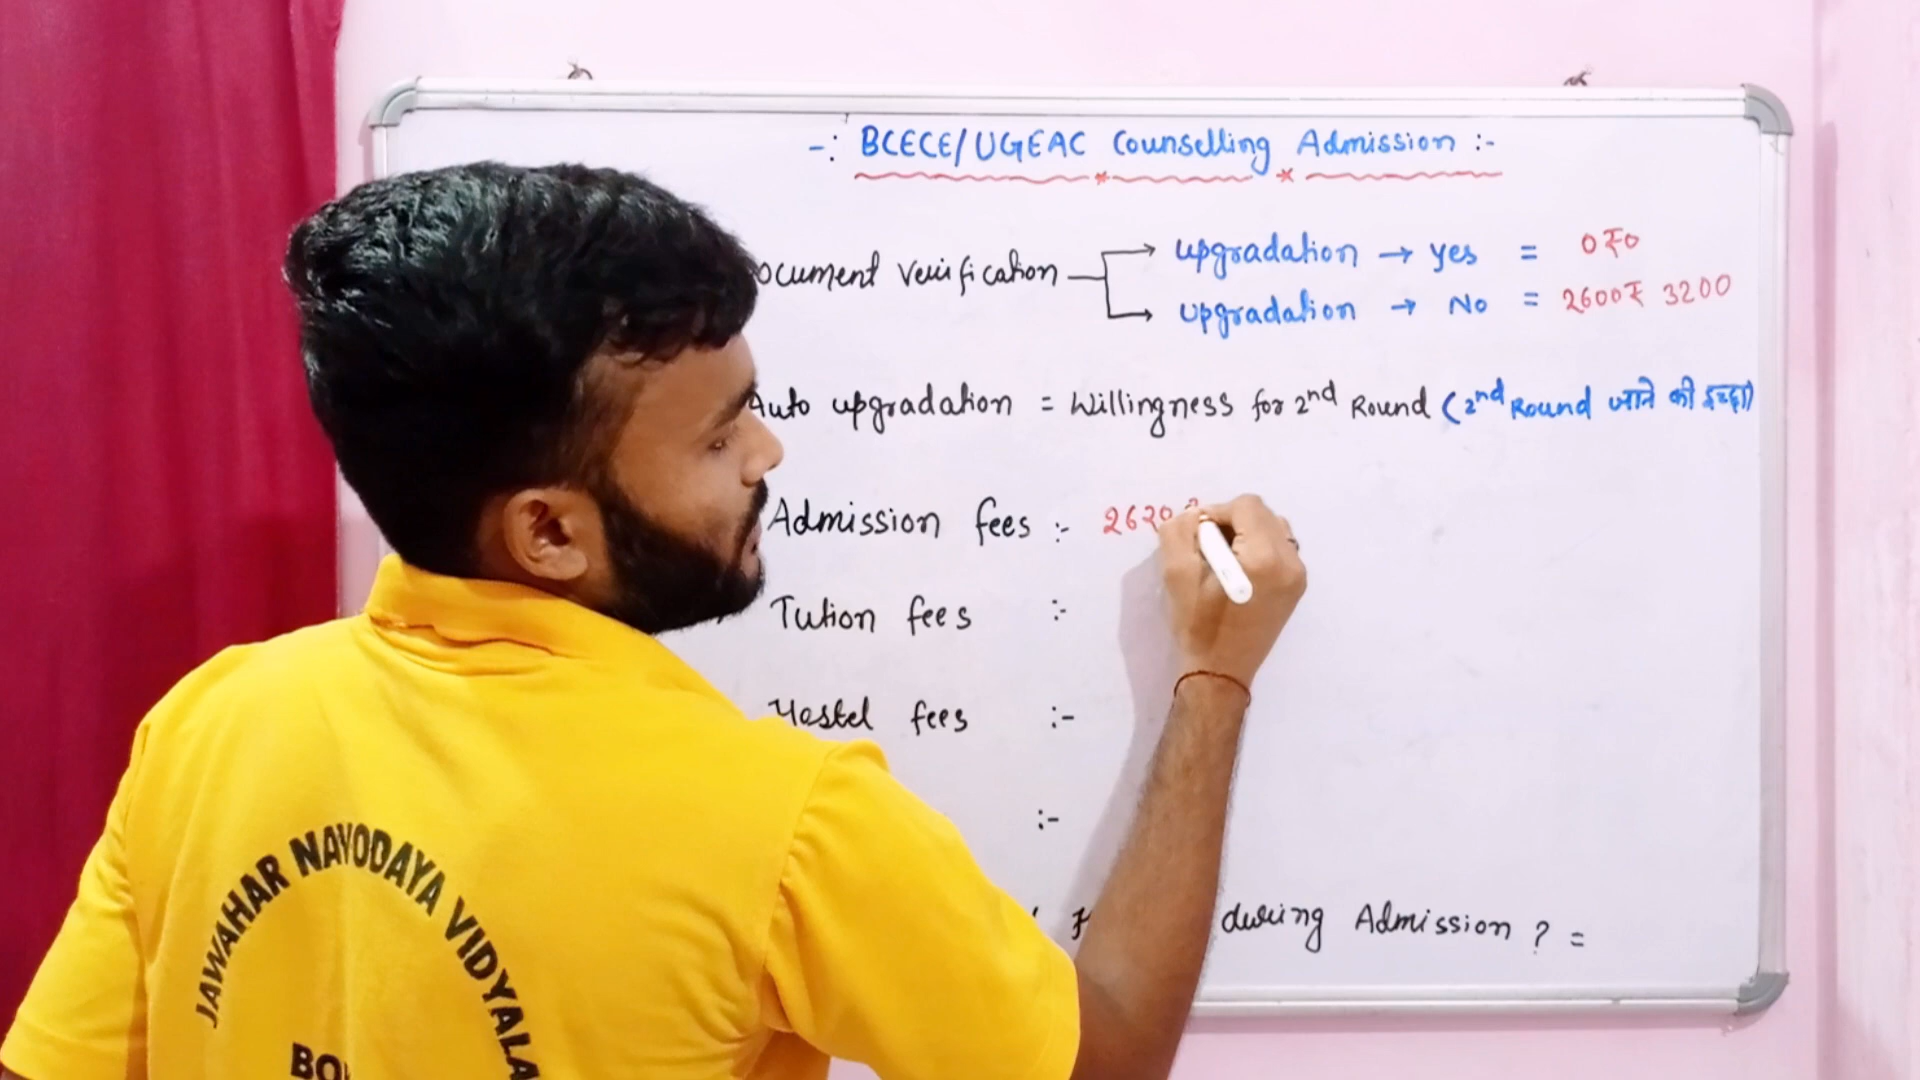 -: BCECE/UGEAC Counselling Admission :-
ocument verification
upgradation → yes = 0₹0
upgradation → No = 2600₹ 3200
Auto upgradation = Willingness for 2nd Round (2nd Round जाने की इच्छा)
Admission fees :-
Tution fees :-
Hostel fees :-
:-
during Admission ? =
JAWAHAR NAVODAYA VIDYALA